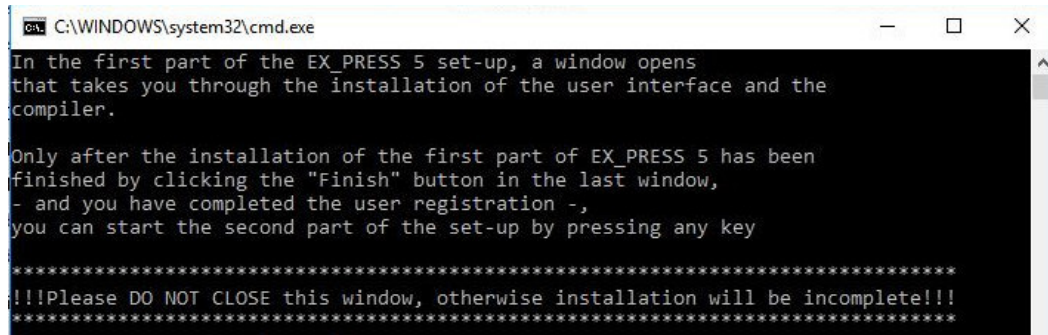 C:\WINDOWS\system32\cmd.exe
In the first part of the EX_PRESS 5 set-up, a window opens
that takes you through the installation of the user interface and the
compiler.
Only after the installation of the first part of EX_PRESS 5 has been
finished by clicking the "Finish" button in the last window,
- and you have completed the user registration -,
you can start the second part of the set-up by pressing any key
********************************************************************************
!!!Please DO NOT CLOSE this window, otherwise installation will be incomplete!!!
********************************************************************************